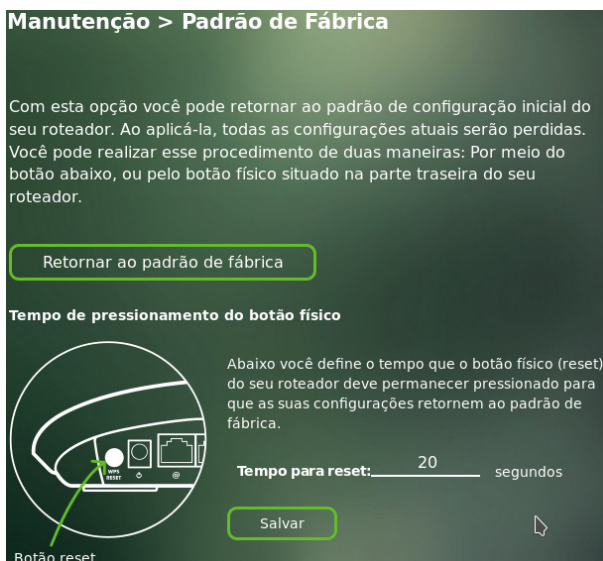 Manutenção > Padrão de Fábrica
Com esta opção você pode retornar ao padrão de configuração inicial do
seu roteador. Ao aplicá-la, todas as configurações atuais serão perdidas.
Você pode realizar esse procedimento de duas maneiras: Por meio do
botão abaixo, ou pelo botão físico situado na parte traseira do seu
roteador.
Retornar ao padrão de fábrica
Tempo de pressionamento do botão físico
Abaixo você define o tempo que o botão físico (reset)
do seu roteador deve permanecer pressionado para
que as suas configurações retornem ao padrão de
fábrica.
WPS
RESET
@
Tempo para reset: 20 segundos
Salvar
Botão reset